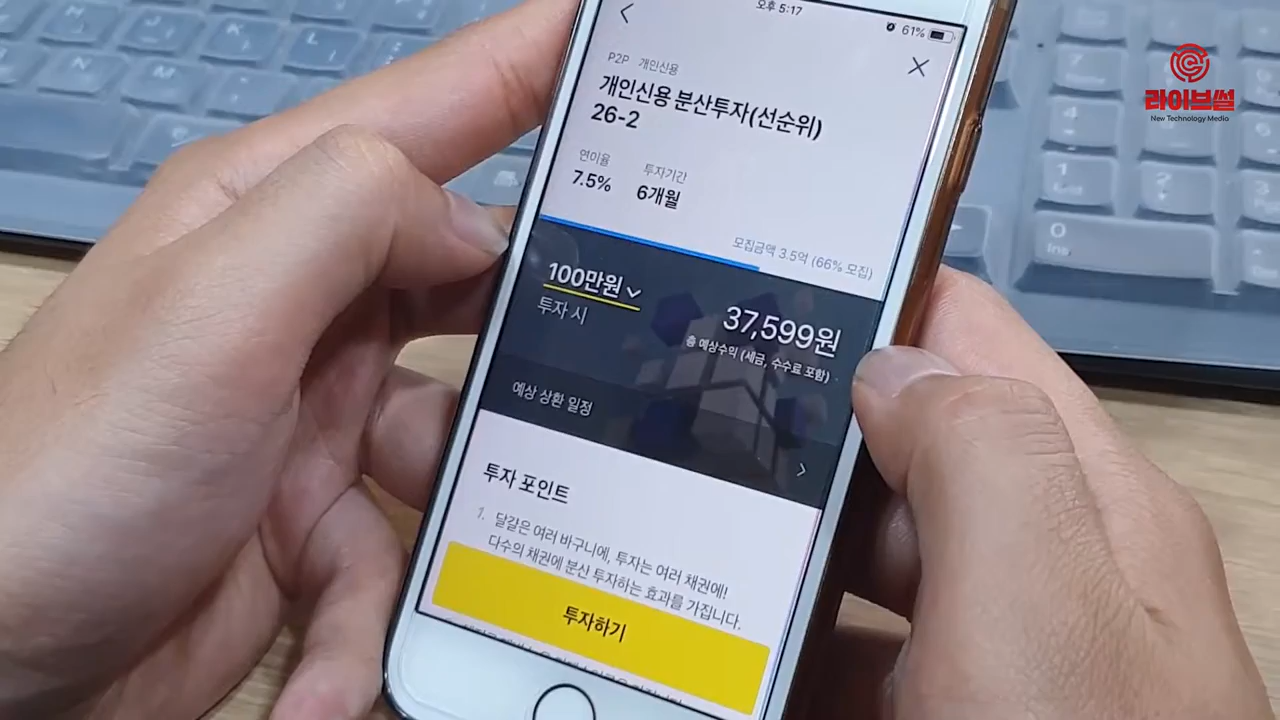 오후 5:17
61%
P2P 개인신용
개인신용 분산투자(선순위)
26-2
연이율
투자기간
7.5%
6개월
모집금액 3.5억 (66% 모집)
100만원
투자 시
37,599원
총 예상수익 (세금, 수수료 포함)
예상 상환 일정
투자 포인트
1. 달걀은 여러 바구니에, 투자는 여러 채권에!
다수의 채권에 분산 투자하는 효과를 가집니다.
투자하기
라이브썰
New Technology Media
0
Ins
1
End
2